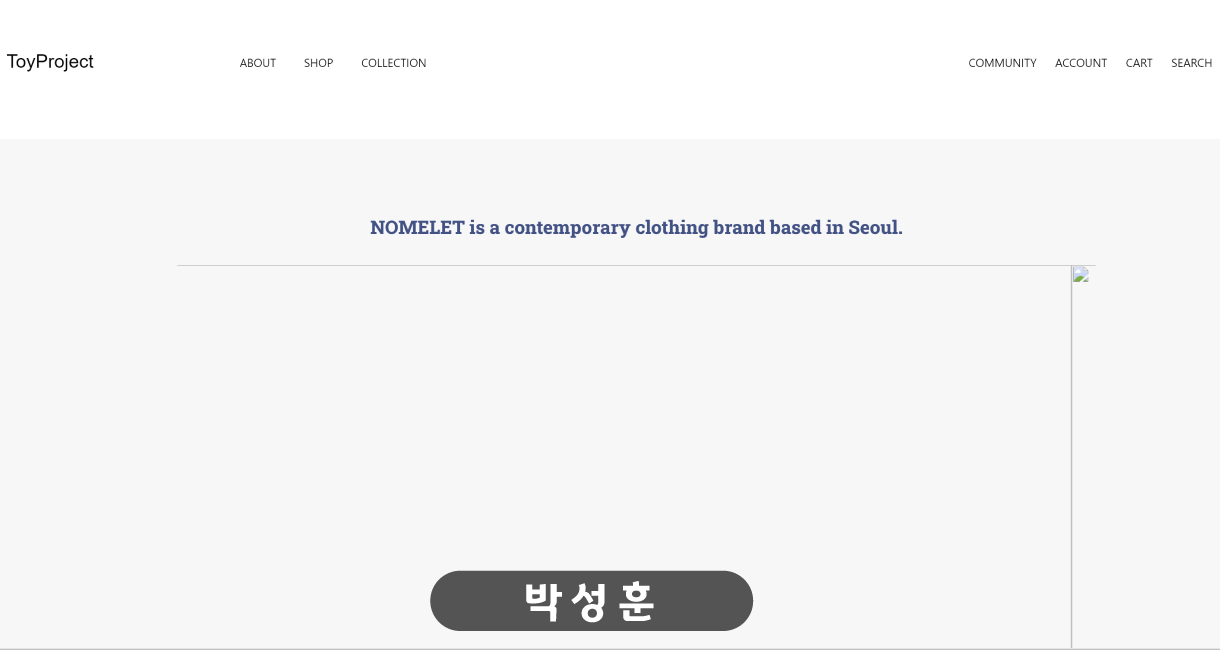 ToyProject ABOUT SHOP COLLECTION COMMUNITY ACCOUNT CART SEARCH
NOMELET is a contemporary clothing brand based in Seoul.
박성훈